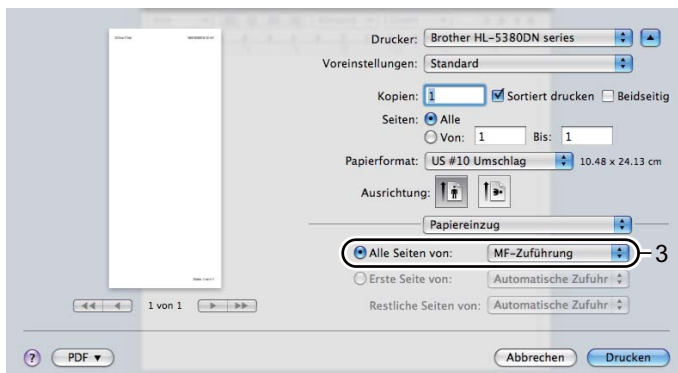 Drucker: Brother HL-5380DN series
Voreinstellungen: Standard
Kopien: 1 Sortiert drucken Beidseitig
Seiten: Alle
Von: 1 Bis: 1
Papierformat: US #10 Umschlag 10.48 x 24.13 cm
Ausrichtung:
Papiereinzug
Alle Seiten von: MF-Zuführung 3
Erste Seite von: Automatische Zufuhr
Restliche Seiten von: Automatische Zufuhr
1 von 1
? PDF Abbrechen Drucken